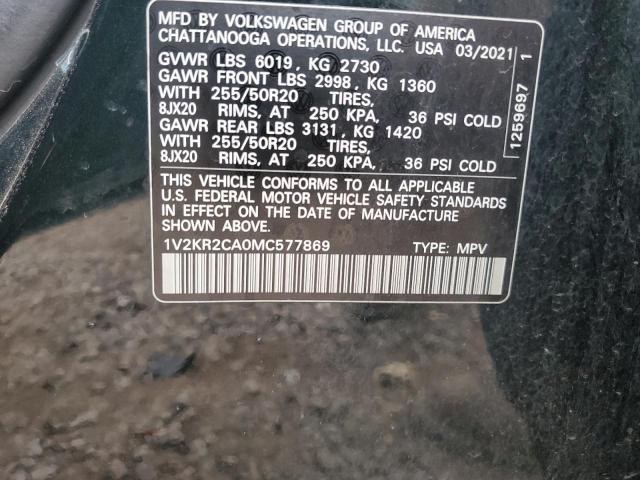 MFD BY VOLKSWAGEN GROUP OF AMERICA
CHATTANOOGA OPERATIONS, LLC. USA 03/2021
GVWR LBS 6019, KG 2730
GAWR FRONT LBS 2998, KG 1360
WITH 255/50R20 TIRES,
8JX20 RIMS, AT 250 KPA, 36 PSI COLD
GAWR REAR LBS 3131, KG 1420
WITH 255/50R20 TIRES,
8JX20 RIMS, AT 250 KPA, 36 PSI COLD
THIS VEHICLE CONFORMS TO ALL APPLICABLE
U.S. FEDERAL MOTOR VEHICLE SAFETY STANDARDS
IN EFFECT ON THE DATE OF MANUFACTURE
SHOWN ABOVE.
1V2KR2CA0MC577869 TYPE: MPV
1259697 1